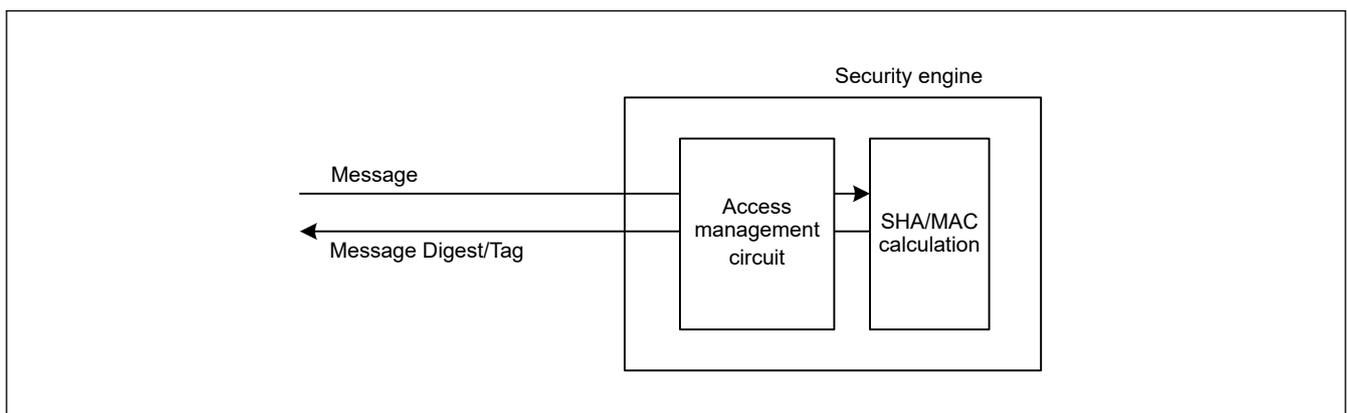 Security engine
Message
Access
management
circuit
SHA/MAC
calculation
Message Digest/Tag